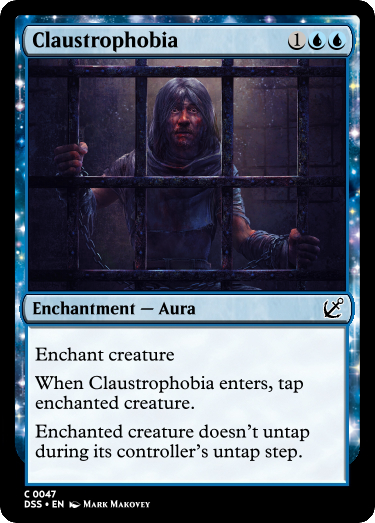 Claustrophobia 1
Enchantment — Aura
Enchant creature
When Claustrophobia enters, tap
enchanted creature.
Enchanted creature doesn't untap
during its controller's untap step.
C 0047
DSS • EN Mark Makovey